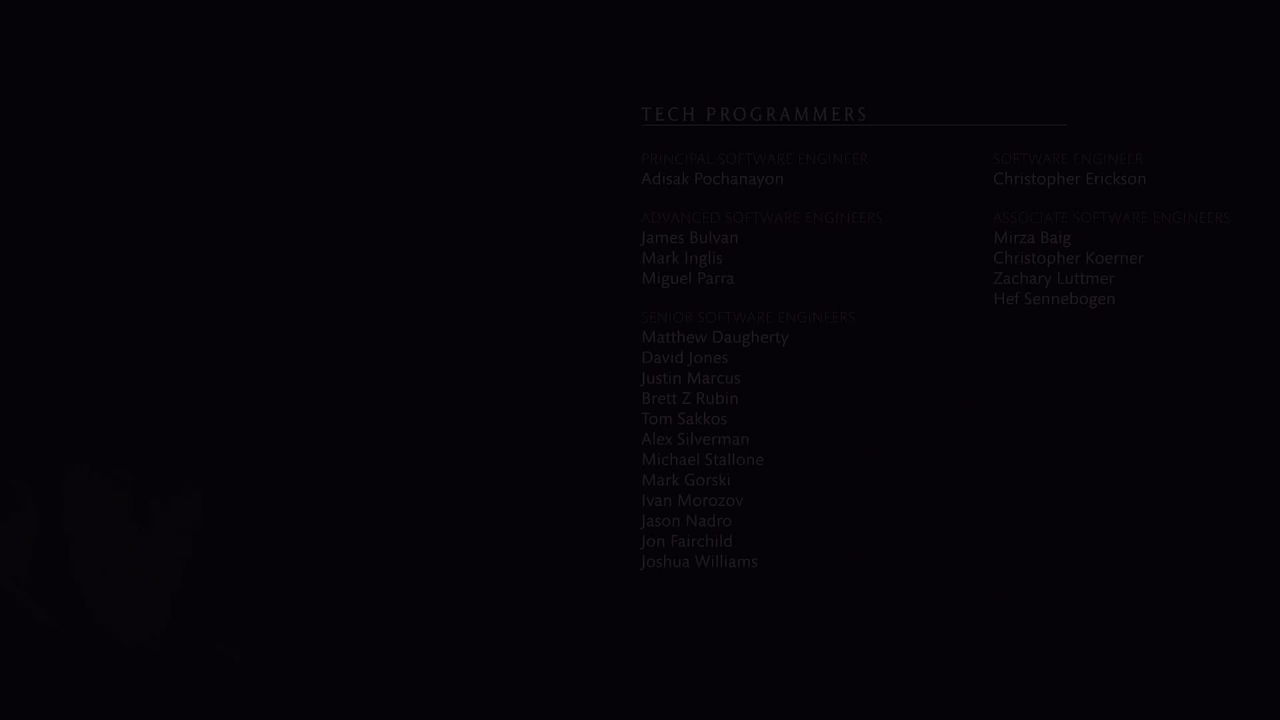 TECH PROGRAMMERS
PRINCIPAL SOFTWARE ENGINEER
Adisak Pochanayon
ADVANCED SOFTWARE ENGINEERS
James Bulvan
Mark Inglis
Miguel Parra
SENIOR SOFTWARE ENGINEERS
Matthew Daugherty
David Jones
Justin Marcus
Brett Z Rubin
Tom Sakkos
Alex Silverman
Michael Stallone
Mark Gorski
Ivan Morozov
Jason Nadro
Jon Fairchild
Joshua Williams
SOFTWARE ENGINEER
Christopher Erickson
ASSOCIATE SOFTWARE ENGINEERS
Mirza Baig
Christopher Koerner
Zachary Luttmer
Hef Sennebogen